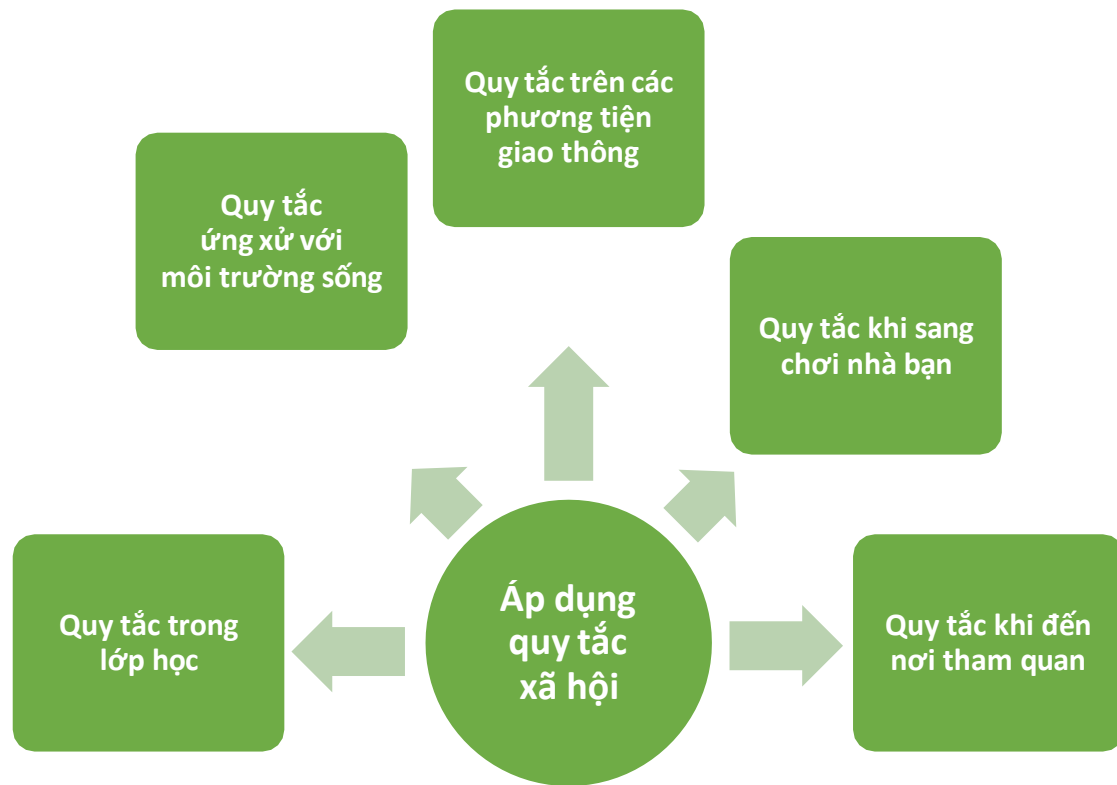 Quy tắc trên các
phương tiện
giao thông
Quy tắc
ứng xử với
môi trường sống
Quy tắc khi sang
chơi nhà bạn
Quy tắc trong
lớp học
Áp dụng
quy tắc
xã hội
Quy tắc khi đến
nơi tham quan